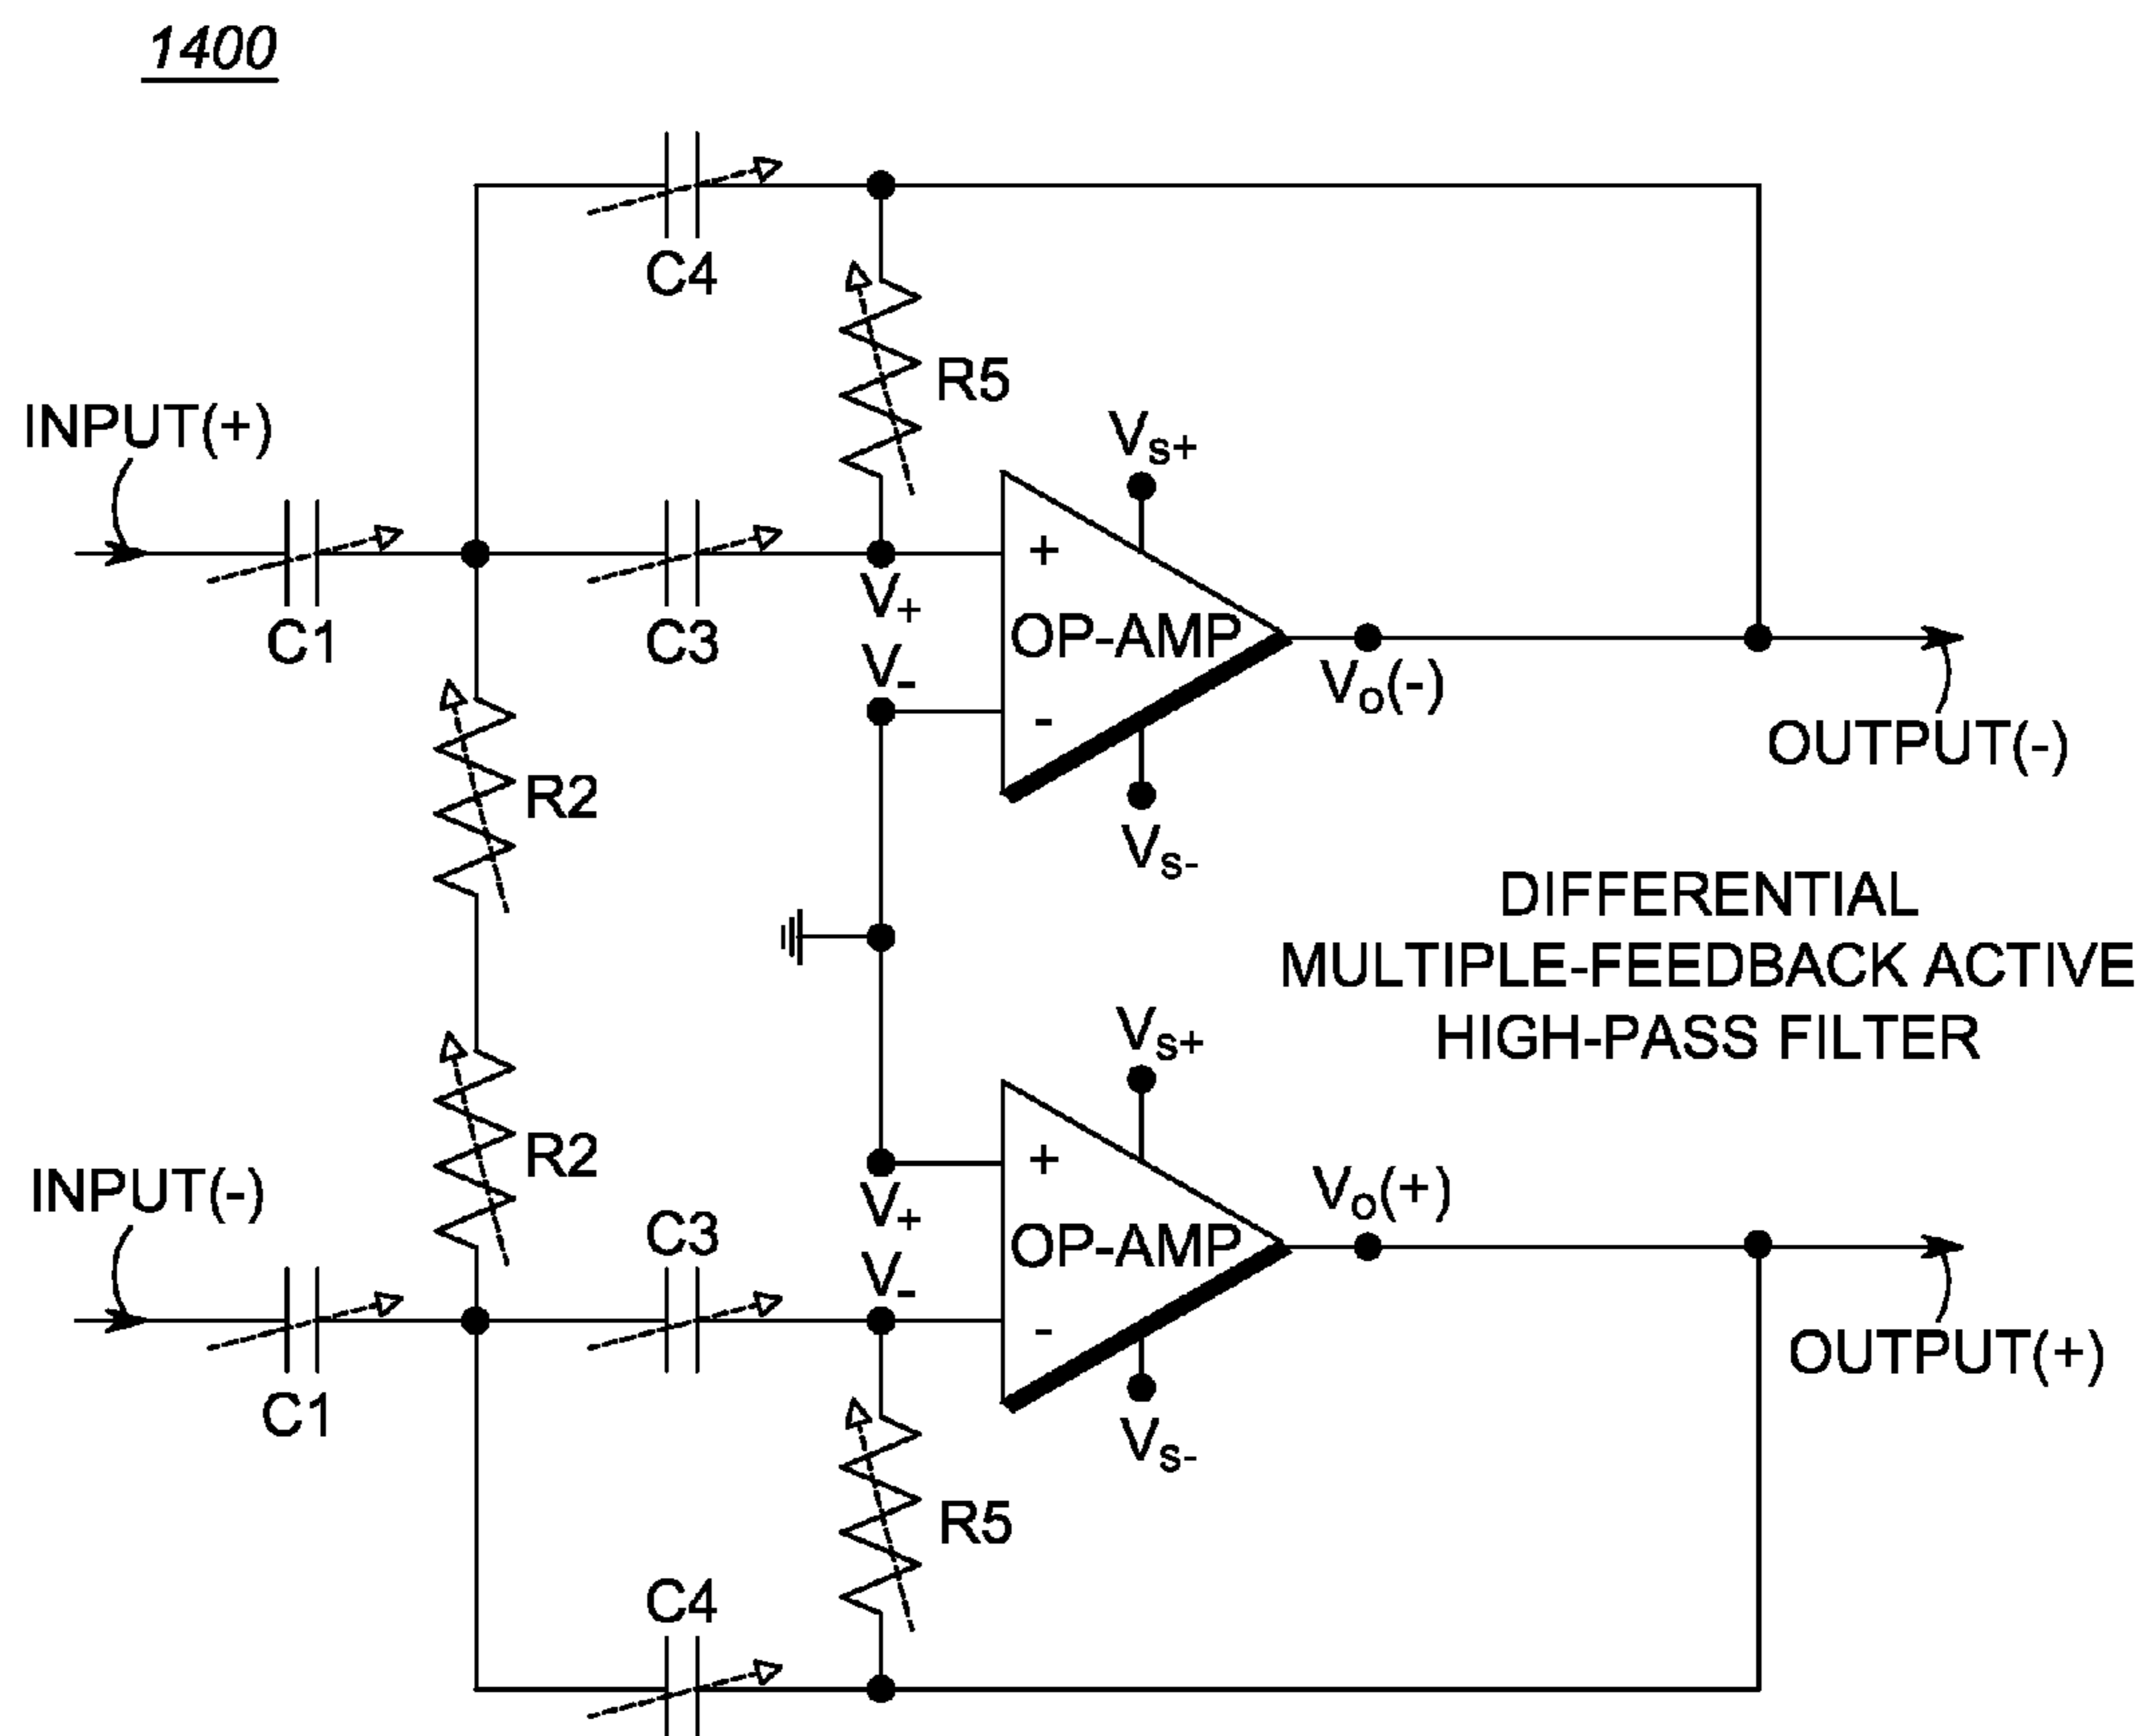 1400
C4
R5
INPUT(+)
VS+
+
C1
C3
V+
OP-AMP
V-
-
VO(-)
OUTPUT(-)
R2
VS-
DIFFERENTIAL
MULTIPLE-FEEDBACK ACTIVE
HIGH-PASS FILTER
VS+
R2
+
INPUT(-)
V+
VO(+)
C3
OP-AMP
V-
-
OUTPUT(+)
C1
VS-
R5
C4